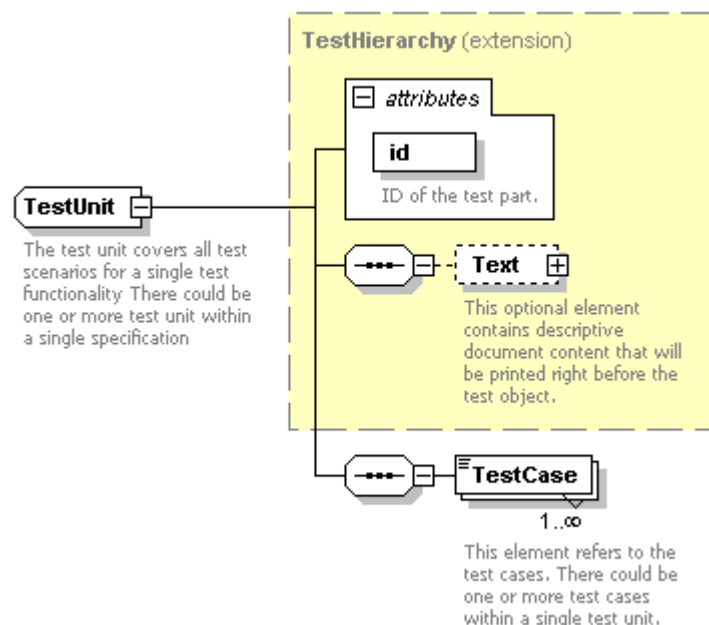 TestHierarchy (extension)
attributes
id
ID of the test part.
TestUnit
The test unit covers all test
scenarios for a single test
functionality There could be
one or more test unit within
a single specification
Text
This optional element
contains descriptive
document content that will
be printed right before the
test object.
TestCase
1..∞
This element refers to the
test cases. There could be
one or more test cases
within a single test unit.